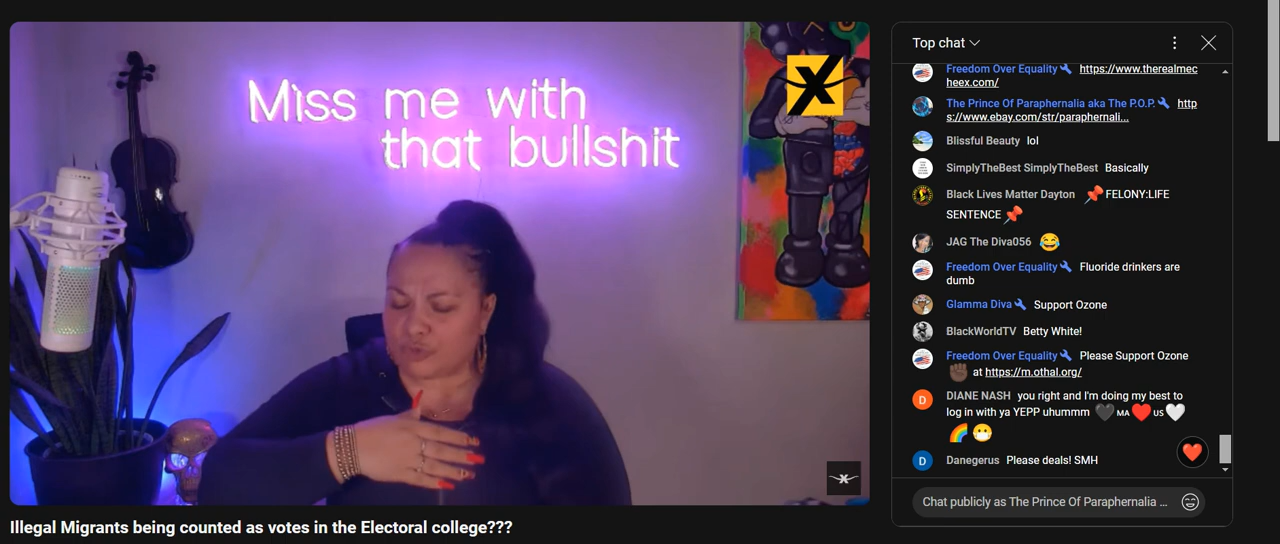 Miss me with
that bullshit
X
Illegal Migrants being counted as votes in the Electoral college???
Top chat
Freedom Over Equality https://www.therealmec
heex.com/
The Prince Of Paraphernalia aka The P.O.P. http
s://www.ebay.com/str/paraphernali...
Blissful Beauty lol
SimplyTheBest SimplyTheBest Basically
Black Lives Matter Dayton 📌FELONY:LIFE
SENTENCE📌
JAG The Diva056 😂
Freedom Over Equality Fluoride drinkers are
dumb
Glamma Diva Support Ozone
BlackWorldTV Betty White!
Freedom Over Equality Please Support Ozone
✊🏿 at https://m.othal.org/
D
DIANE NASH you right and I'm doing my best to
log in with ya YEPP uhummm 🖤MA❤️US🤍
🌈😷
D
Danegerus Please deals! SMH
Chat publicly as The Prince Of Paraphernalia ...